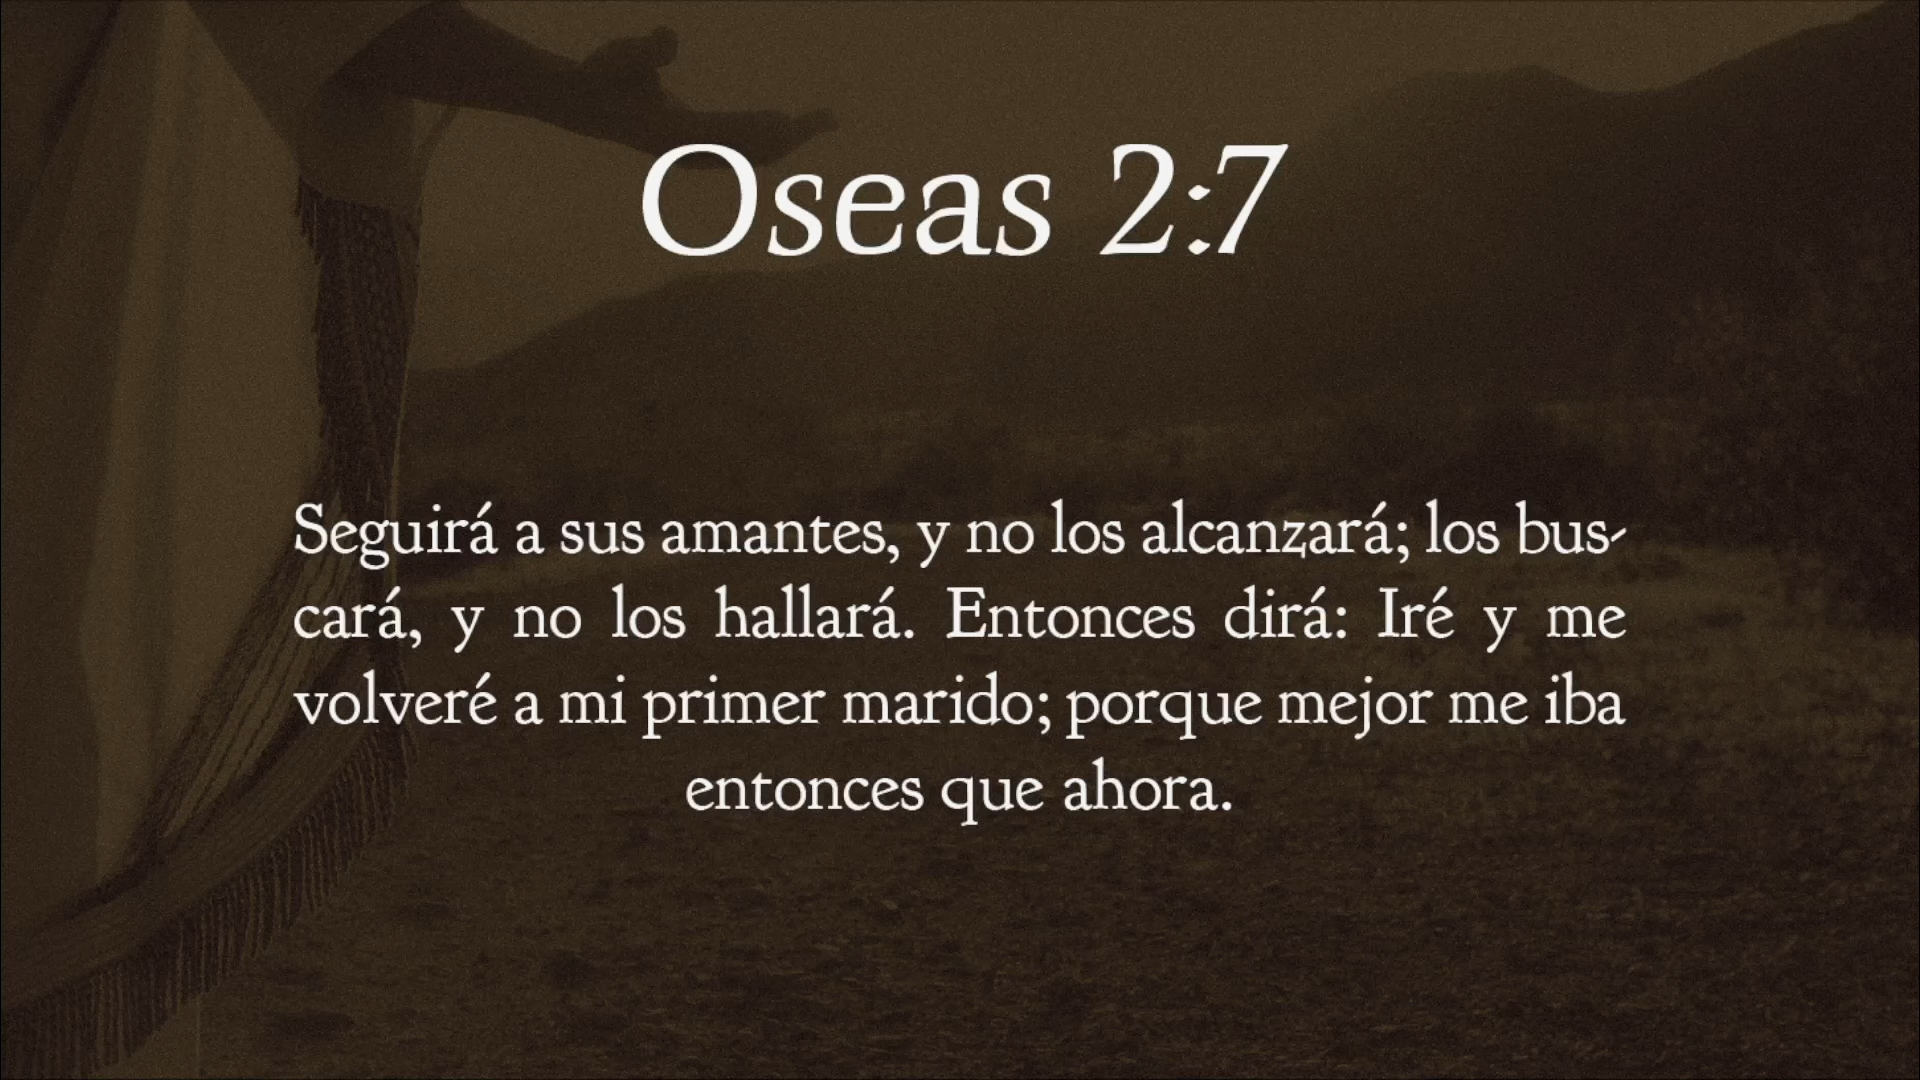 Oseas 2:7
Seguirá a sus amantes, y no los alcanzará; los bus-
cará, y no los hallará. Entonces dirá: Iré y me
volveré a mi primer marido; porque mejor me iba
entonces que ahora.